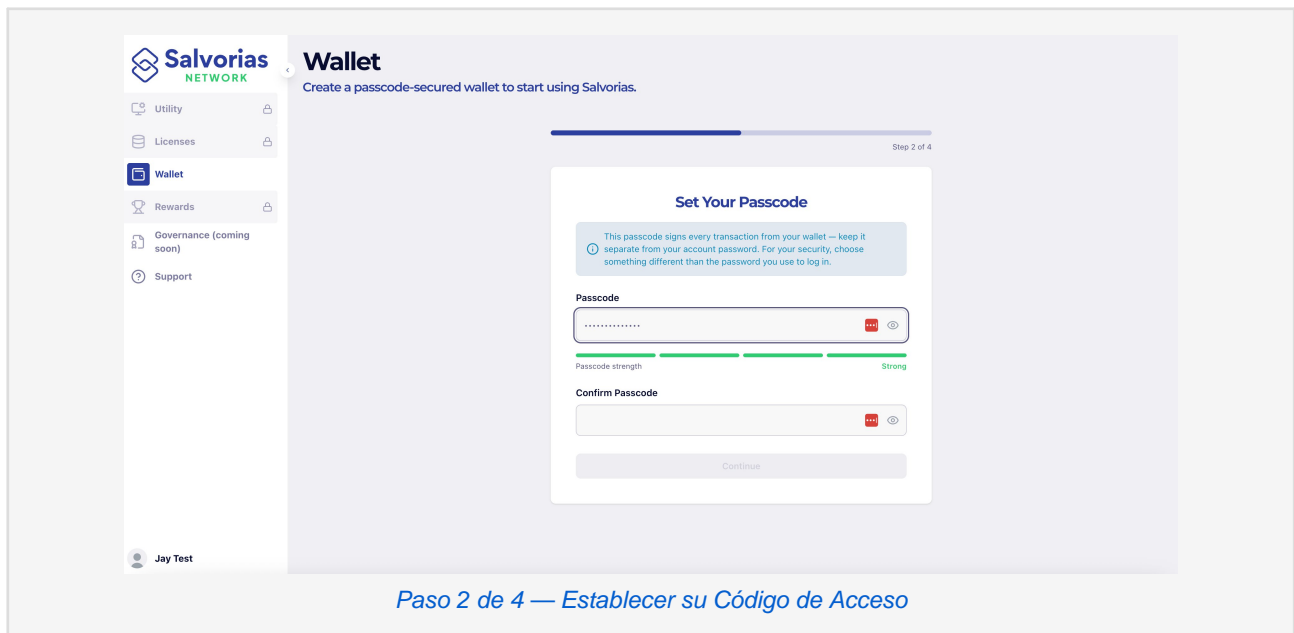 Salvorias
NETWORK
Utility
Licenses
Wallet
Rewards
Governance (coming
soon)
Support
Jay Test
Wallet
Create a passcode-secured wallet to start using Salvorias.
Step 2 of 4
Set Your Passcode
This passcode signs every transaction from your wallet — keep it
separate from your account password. For your security, choose
something different than the password you use to log in.
Passcode
..............
Passcode strength
Strong
Confirm Passcode
Continue
Paso 2 de 4 — Establecer su Código de Acceso